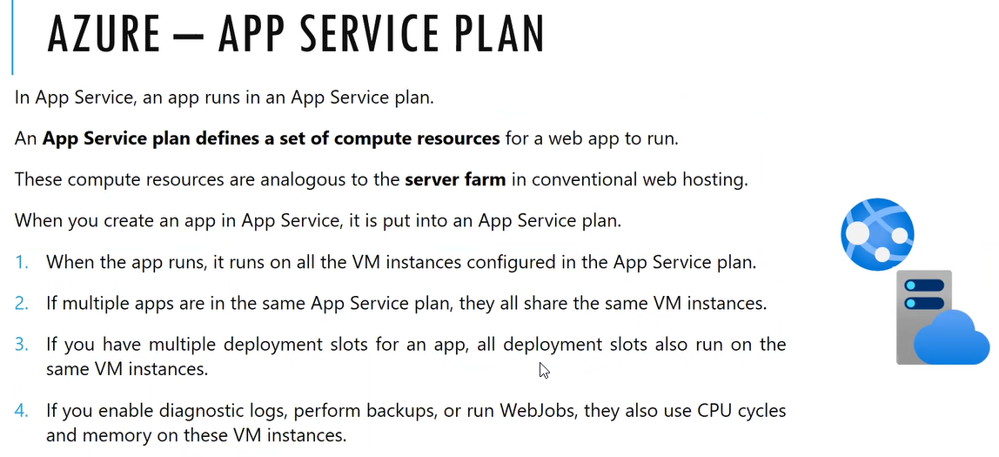 AZURE – APP SERVICE PLAN
In App Service, an app runs in an App Service plan.
An App Service plan defines a set of compute resources for a web app to run.
These compute resources are analogous to the server farm in conventional web hosting.
When you create an app in App Service, it is put into an App Service plan.
1. When the app runs, it runs on all the VM instances configured in the App Service plan.
2. If multiple apps are in the same App Service plan, they all share the same VM instances.
3. If you have multiple deployment slots for an app, all deployment slots also run on the
same VM instances.
4. If you enable diagnostic logs, perform backups, or run WebJobs, they also use CPU cycles
and memory on these VM instances.